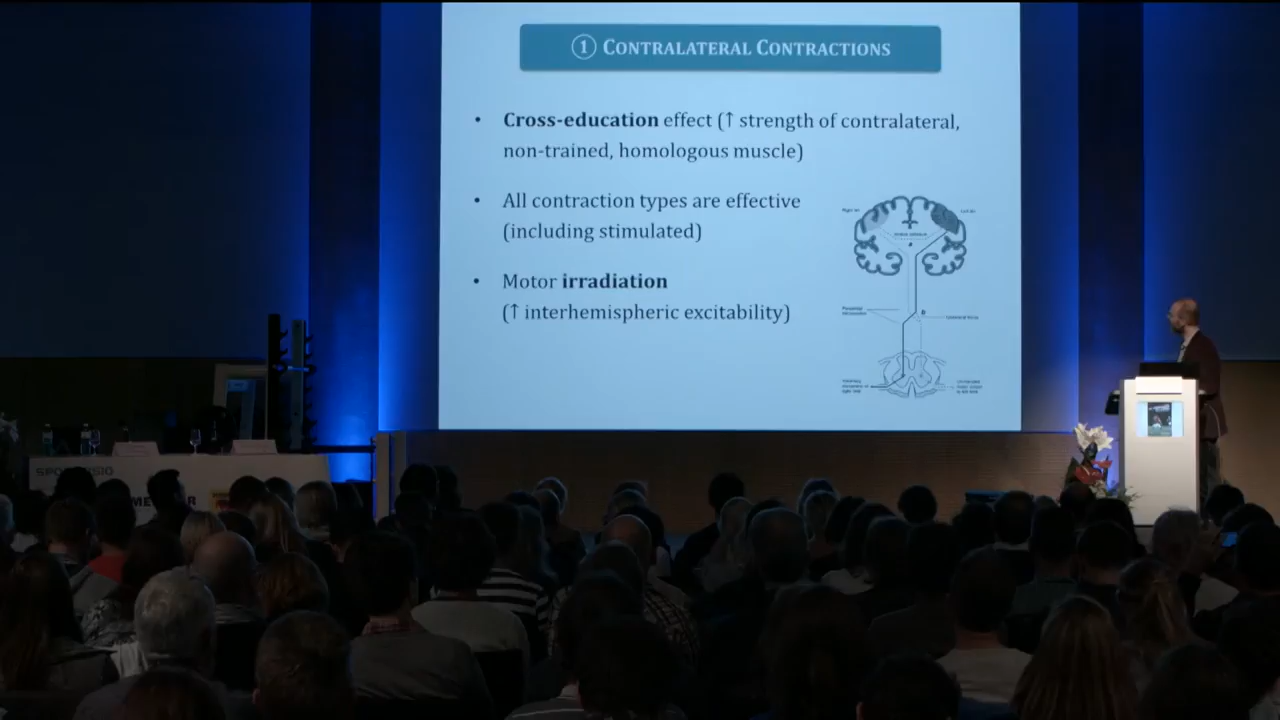 ① CONTRALATERAL CONTRACTIONS
• Cross-education effect (↑ strength of contralateral,
non-trained, homologous muscle)
• All contraction types are effective
(including stimulated)
• Motor irradiation
(↑ interhemispheric excitability)